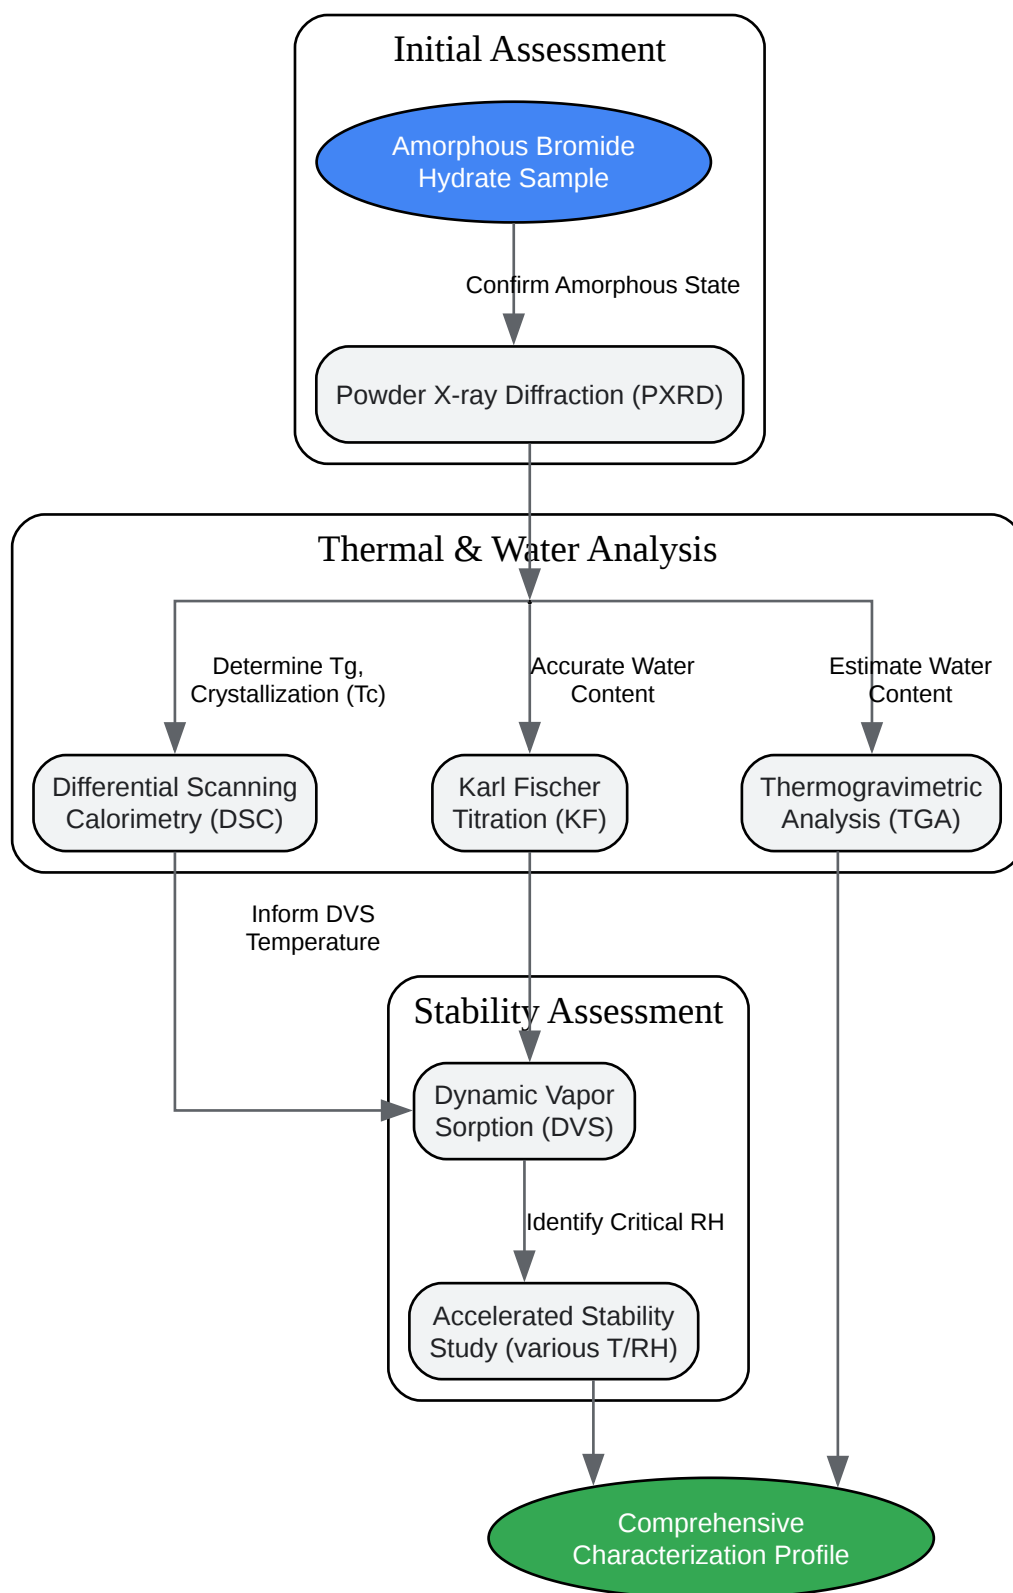 Initial Assessment
Amorphous Bromide
Hydrate Sample
Confirm Amorphous State
Powder X-ray Diffraction (PXRD)
Thermal & Water Analysis
Determine Tg,
Crystallization (Tc)
Accurate Water
Content
Estimate Water
Content
Differential Scanning
Calorimetry (DSC)
Karl Fischer
Titration (KF)
Thermogravimetric
Analysis (TGA)
Inform DVS
Temperature
Stability Assessment
Dynamic Vapor
Sorption (DVS)
Identify Critical RH
Accelerated Stability
Study (various T/RH)
Comprehensive
Characterization Profile